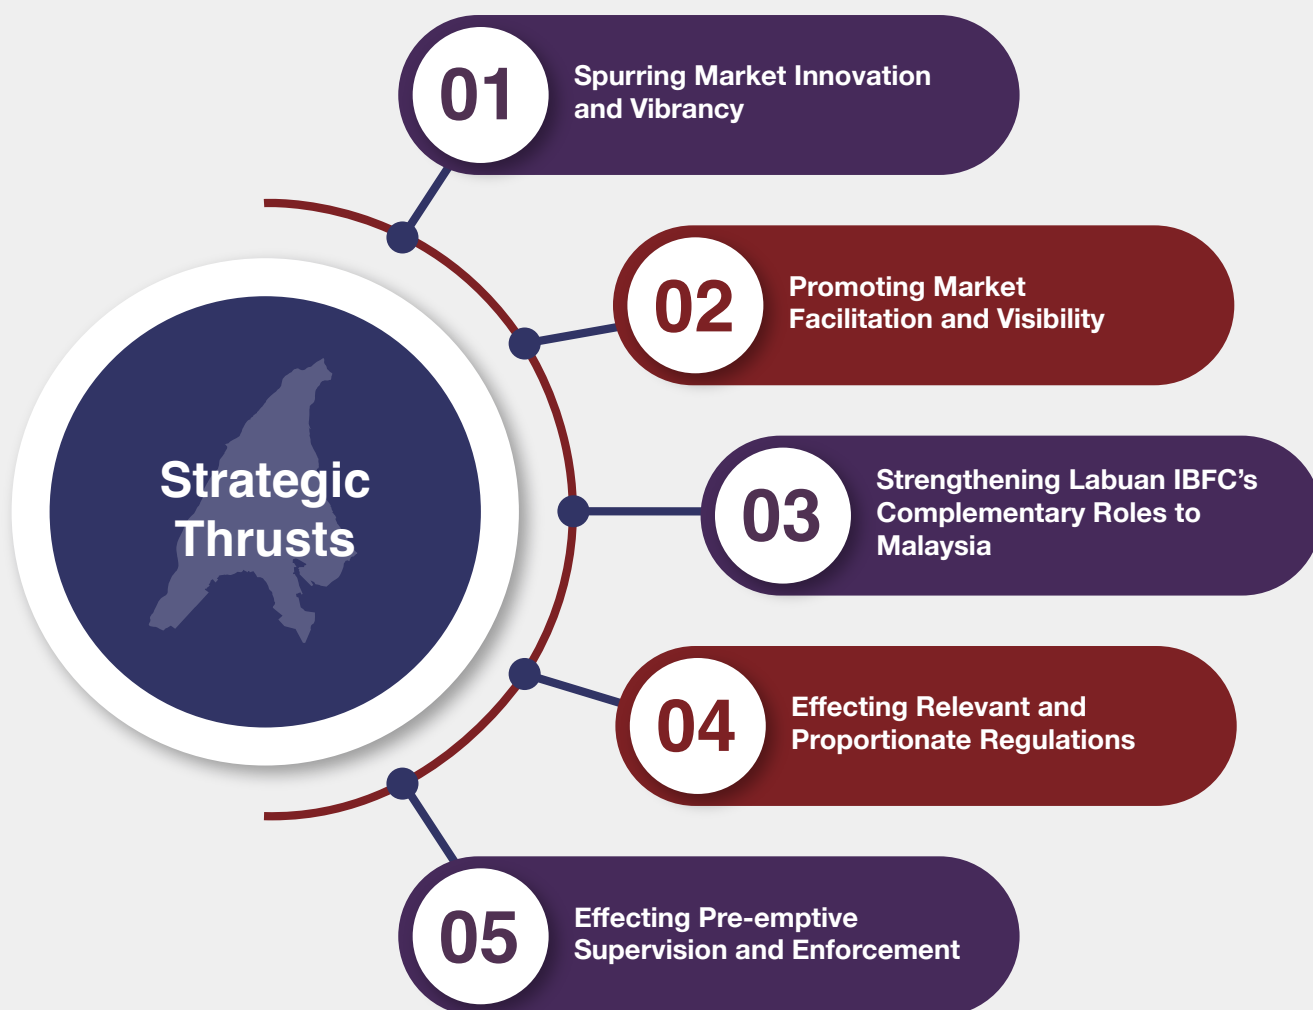 Strategic
Thrusts
01
Spurring Market Innovation
and Vibrancy
02
Promoting Market
Facilitation and Visibility
03
Strengthening Labuan IBFC’s
Complementary Roles to
Malaysia
04
Effecting Relevant and
Proportionate Regulations
05
Effecting Pre-emptive
Supervision and Enforcement